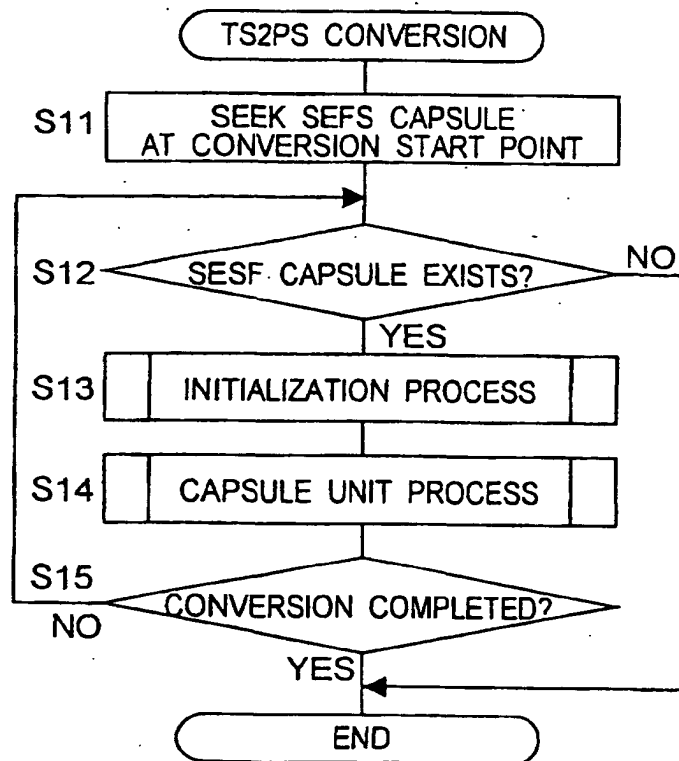 TS2PS CONVERSION
S11
SEEK SEFS CAPSULE
AT CONVERSION START POINT
S12
SESF CAPSULE EXISTS?
NO
YES
S13
INITIALIZATION PROCESS
S14
CAPSULE UNIT PROCESS
S15
CONVERSION COMPLETED?
NO
YES
END